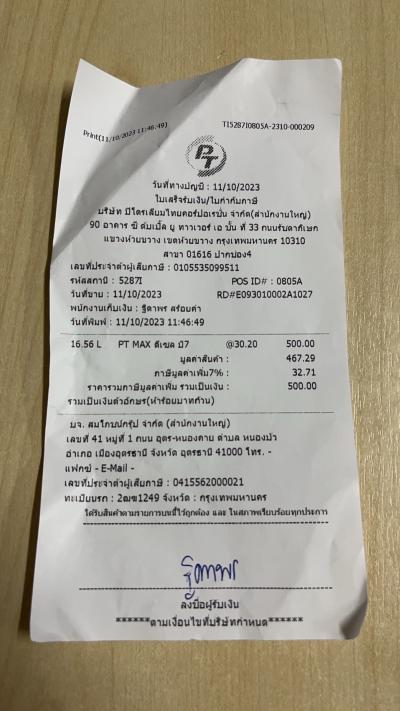 Print(11/10/2023 11:46:49)
TI5287I0805A-2310-000209
PT
วันที่ทางบัญชี : 11/10/2023
ใบเสร็จรับเงิน/ใบกำกับภาษี
บริษัท ปิโตรเลียมไทยคอร์ปอเรชั่น จำกัด(สำนักงานใหญ่)
90 อาคาร ซีดับเบิ้ล ยู ทาวเวอร์ เอ ชั้น ที่ 33 ถนนรัชดาภิเษก
แขวงห้วยขวาง เขตห้วยขวาง กรุงเทพมหานคร 10310
สาขา 01616 ปากช่อง4
เลขที่ประจำตัวผู้เสียภาษี : 0105535099511
รหัสสถานี : 5287I POS ID# : 0805A
วันที่ขาย : 11/10/2023 RD#E093010002A1027
พนักงานเก็บเงิน : ฐิตาพร สร้อยคำ
วันที่พิมพ์ : 11/10/2023 11:46:49
16.56 L PT MAX ดีเซล บี7 @30.20 500.00
มูลค่าสินค้า : 467.29
ภาษีมูลค่าเพิ่ม7% : 32.71
ราคารวมภาษีมูลค่าเพิ่ม รวมเป็นเงิน : 500.00
รวมเป็นเงินตัวอักษร(ห้าร้อยบาทถ้วน)
บจ. สมโภชน์กรุ๊ป จำกัด (สำนักงานใหญ่)
เลขที่ 41 หมู่ที่ 1 ถนน อุดร-หนองคาย ตำบล หนองบัว
อำเภอ เมืองอุดรธานี จังหวัด อุดรธานี 41000 โทร. -
แฟกซ์ - E-Mail -
เลขที่ประจำตัวผู้เสียภาษี : 0415562000021
ทะเบียนรถ : 2ฒฆ1249 จังหวัด : กรุงเทพมหานคร
ได้รับสินค้าตามรายการบนนี้ไว้ถูกต้อง และ ในสภาพเรียบร้อยทุกประการ
ฐิตาพร
ลงชื่อผู้รับเงิน
******ตามเงื่อนไขที่บริษัทกำหนด******